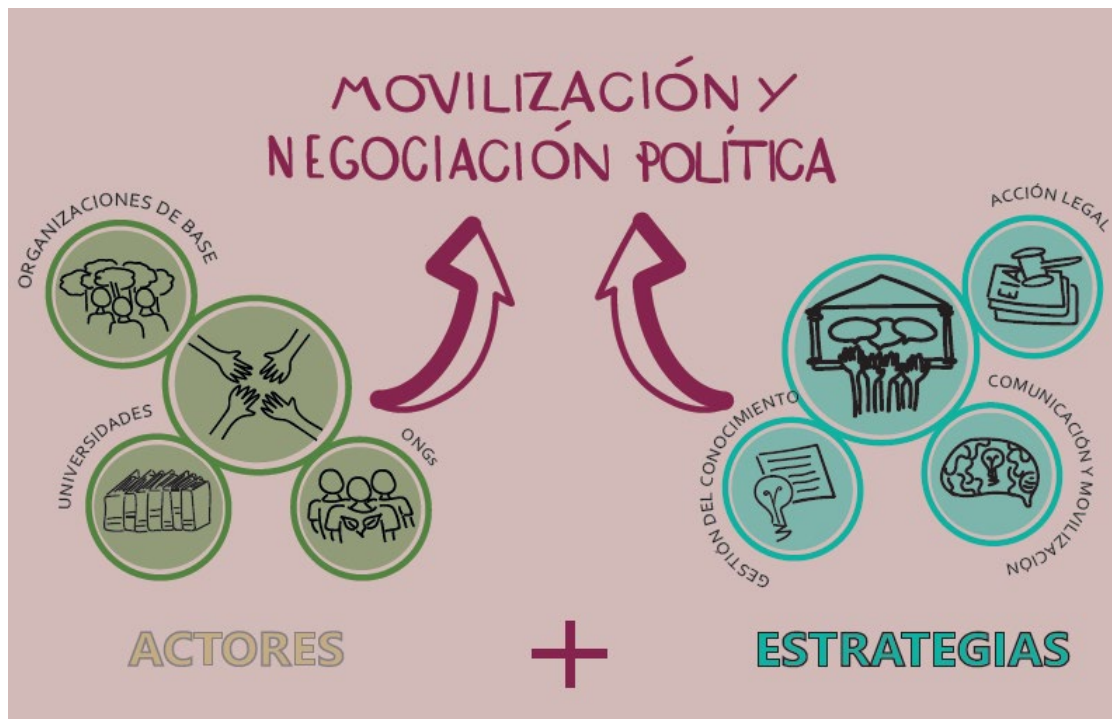 MOVILIZACIÓN Y
NEGOCIACIÓN POLÍTICA
ORGANIZACIONES DE BASE
UNIVERSIDADES
ONGs
ACCIÓN LEGAL
GESTIÓN DEL CONOCIMIENTO
COMUNICACIÓN Y MOVILIZACIÓN
ACTORES + ESTRATEGIAS